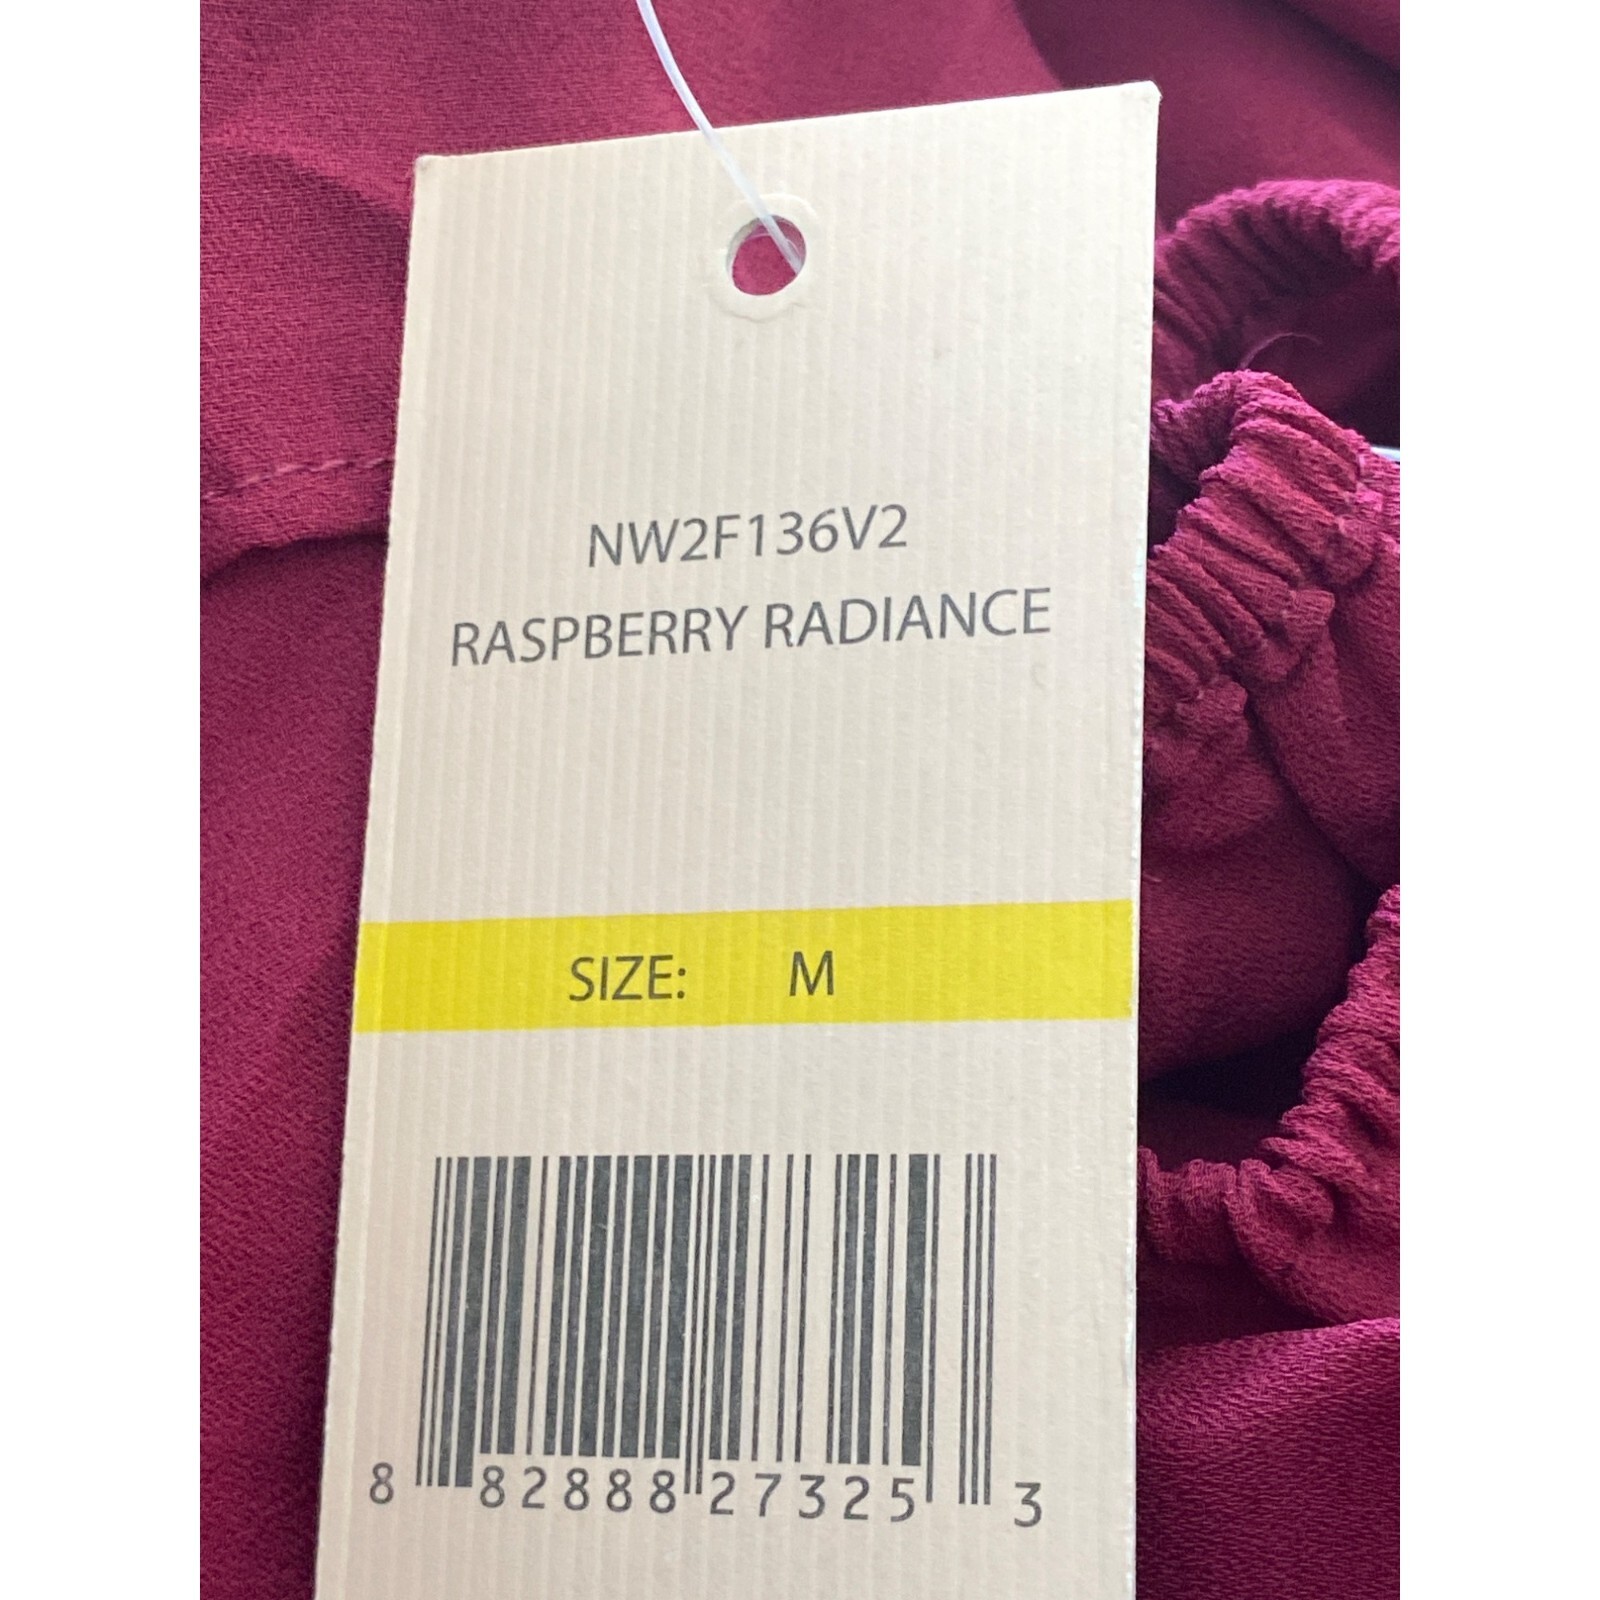 NW2F136V2
RASPBERRY RADIANCE
SIZE: M
8 82888 27325 3